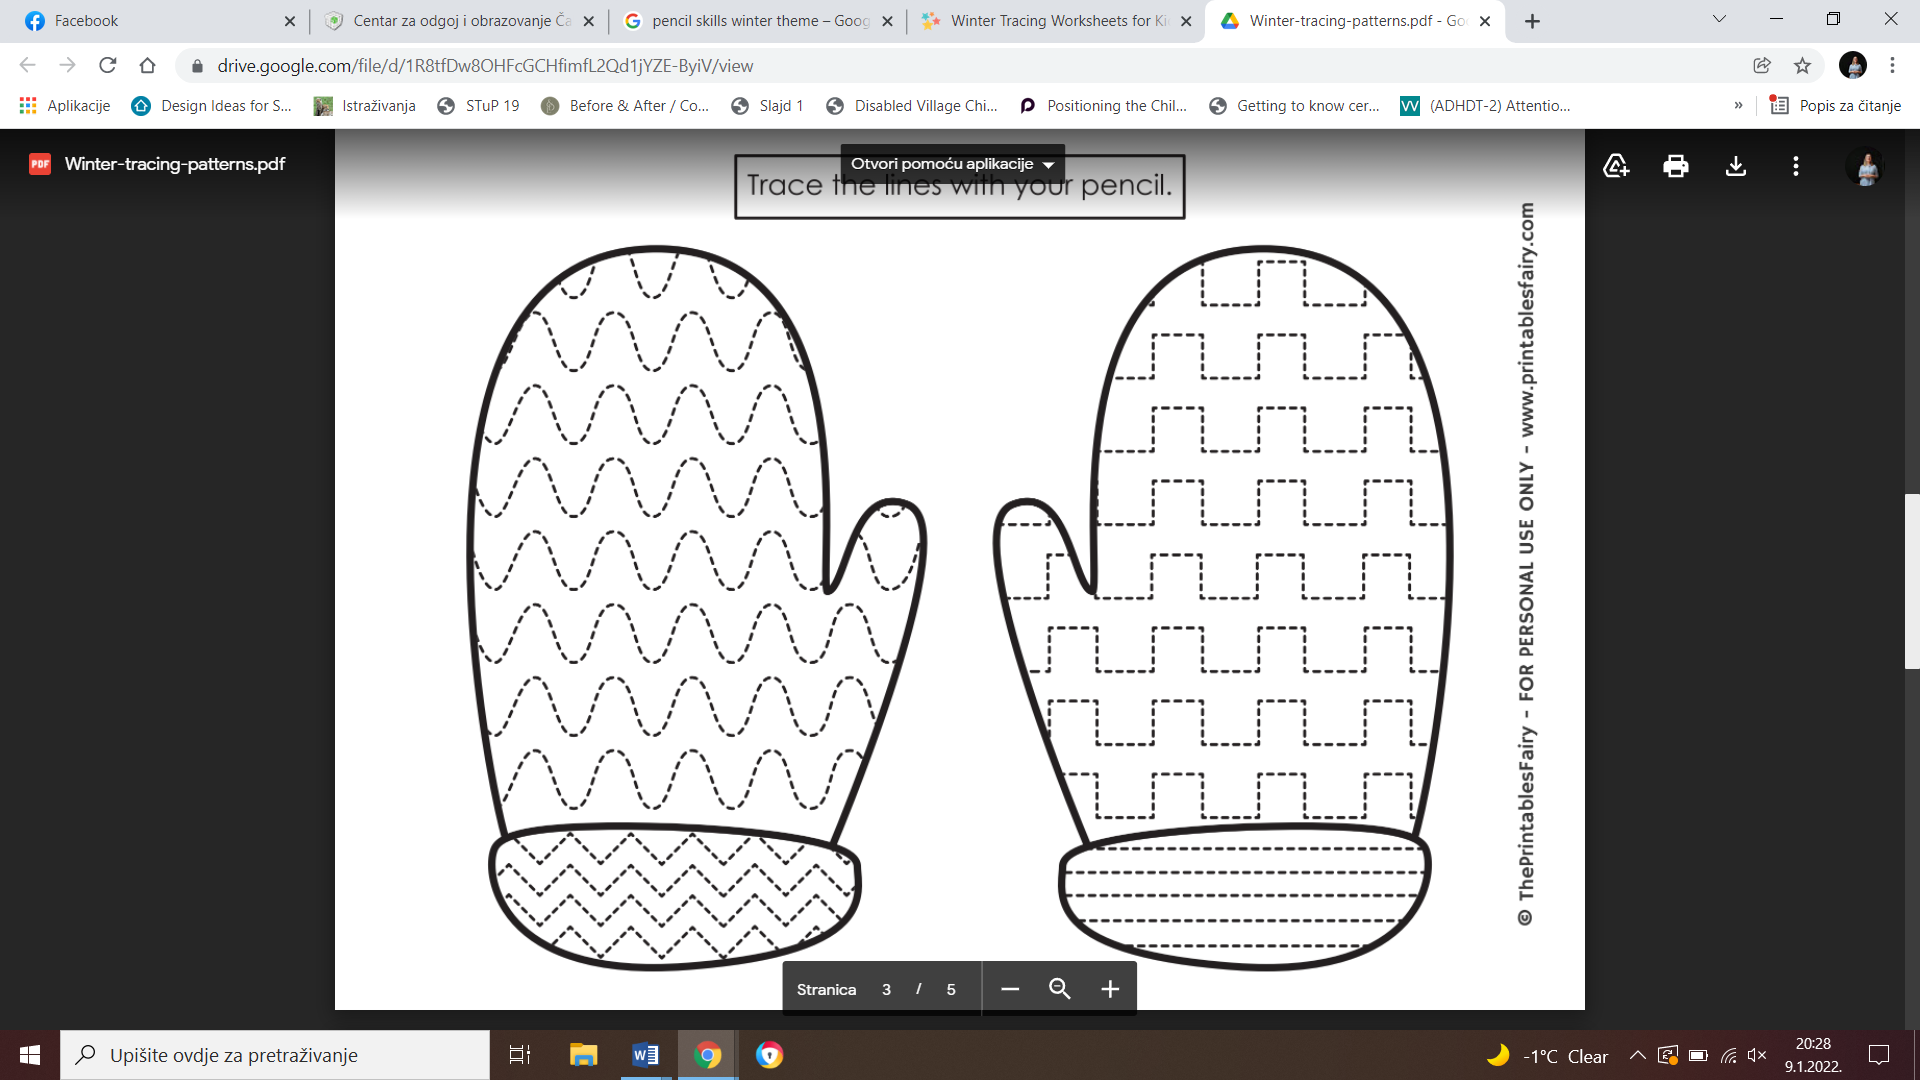 Facebook
Centar za odgoj i obrazovanje Ča
pencil skills winter theme – Goog
Winter Tracing Worksheets for Ki
Winter-tracing-patterns.pdf - Go
drive.google.com/file/d/1R8tfDw8OHFcGCHfimfL2Qd1jYZE-ByiV/view
Aplikacije
Design Ideas for S...
Istraživanja
STuP 19
Before & After / Co...
Slajd 1
Disabled Village Chi...
Positioning the Chil...
Getting to know cer...
(ADHDT-2) Attentio...
»
Popis za čitanje
PDF
Winter-tracing-patterns.pdf
Otvori pomoću aplikacije
Trace the lines with your pencil.
© ThePrintablesFairy - FOR PERSONAL USE ONLY - www.printablesfairy.com
Stranica 3 / 5
Upišite ovdje za pretraživanje
-1°C Clear
20:28
9.1.2022.